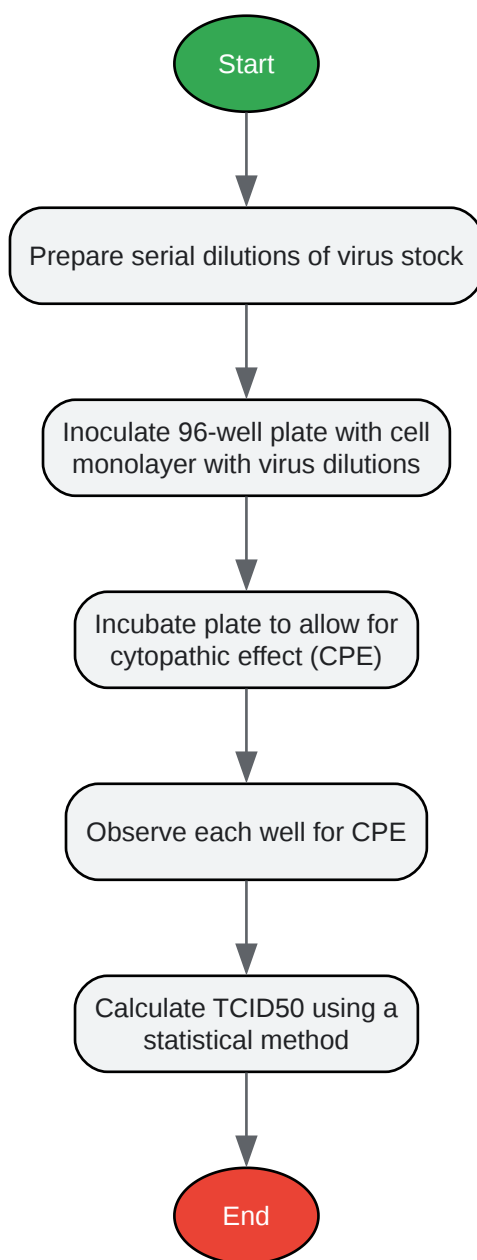 Start
Prepare serial dilutions of virus stock
Inoculate 96-well plate with cell
monolayer with virus dilutions
Incubate plate to allow for
cytopathic effect (CPE)
Observe each well for CPE
Calculate TCID50 using a
statistical method
End